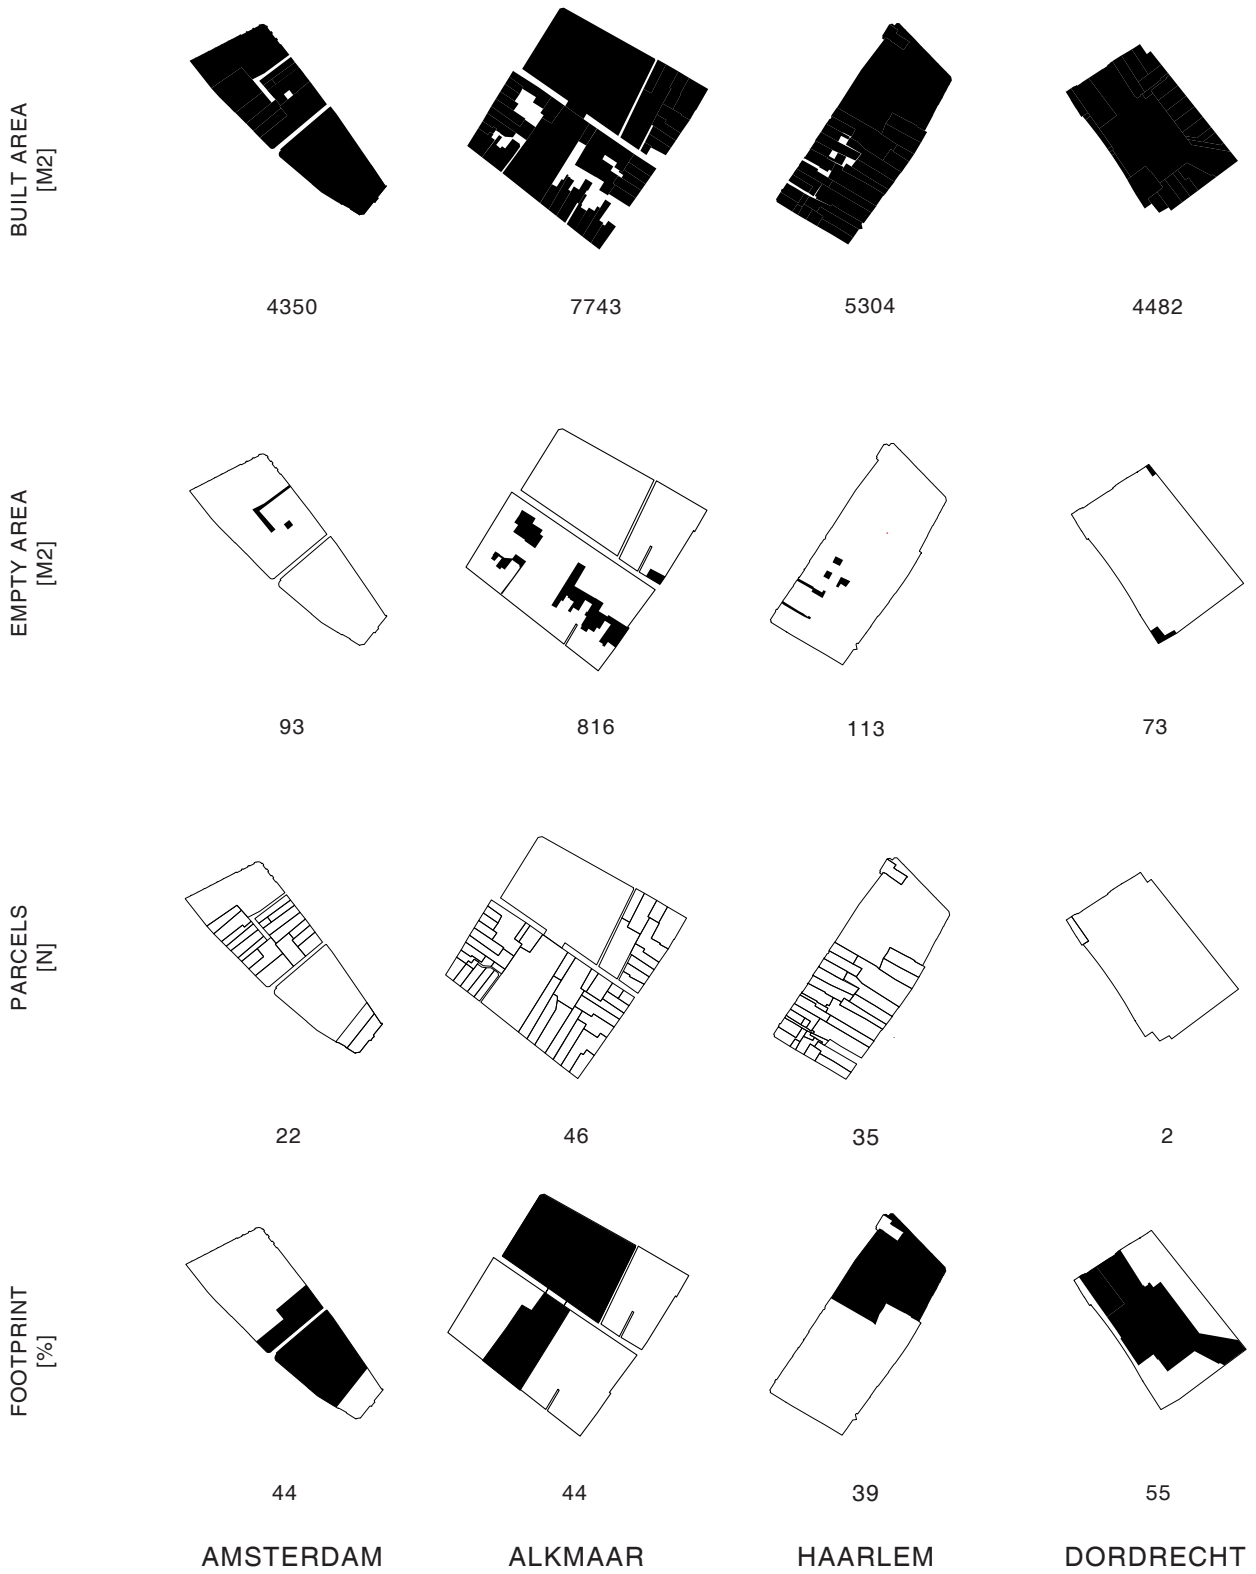 BUILT AREA
[M2]
4350 7743 5304 4482
EMPTY AREA
[M2]
93 816 113 73
PARCELS
[N]
22 46 35 2
FOOTPRINT
[%]
44 44 39 55
AMSTERDAM ALKMAAR HAARLEM DORDRECHT